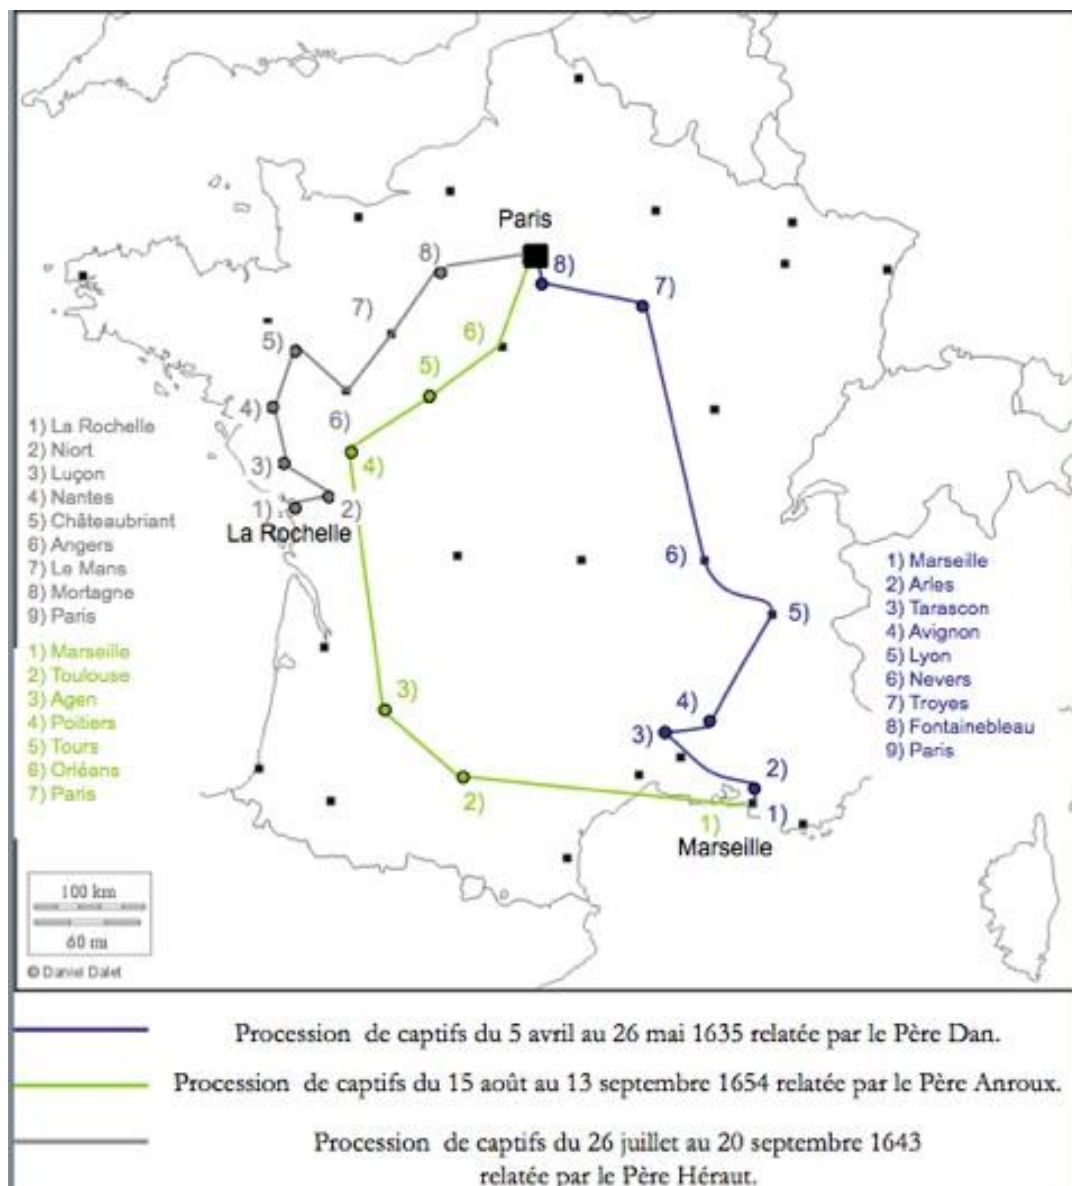 Paris
8)
8)
7)
7)
6)
5)
5)
4)
6)
4)
3)
2)
1)
La Rochelle
1) La Rochelle
2) Niort
3) Luçon
4) Nantes
5) Châteaubriant
6) Angers
7) Le Mans
8) Mortagne
9) Paris
1) Marseille
2) Toulouse
3) Agen
4) Poitiers
5) Tours
6) Orléans
7) Paris
6)
5)
1) Marseille
2) Arles
3) Tarascon
4) Avignon
5) Lyon
6) Nevers
7) Troyes
8) Fontainebleau
9) Paris
3)
4)
3)
2)
2)
1)
1)
Marseille
100 km
60 mi
© Daniel Dalet
Procession de captifs du 5 avril au 26 mai 1635 relatée par le Père Dan.
Procession de captifs du 15 août au 13 septembre 1654 relatée par le Père Anroux.
Procession de captifs du 26 juillet au 20 septembre 1643
relatée par le Père Héraut.